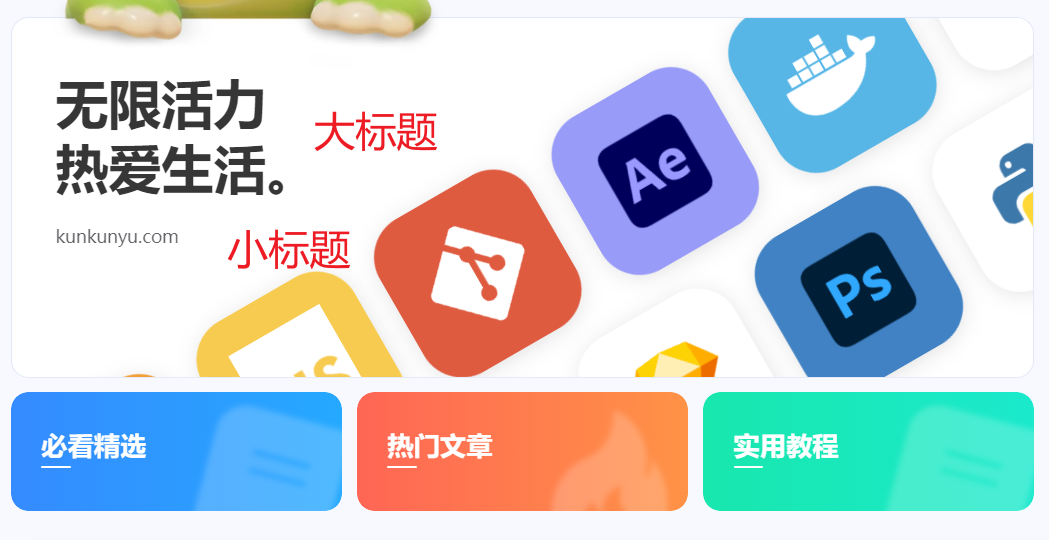 无限活力
热爱生活。
大标题
kunkunyu.com
小标题
Ae
Ps
JS
必看精选
热门文章
实用教程